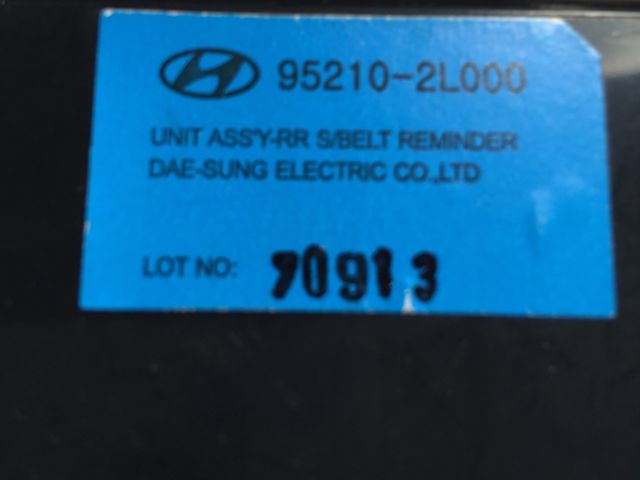 95210-2L000
UNIT ASS'Y-RR S/BELT REMINDER
DAE-SUNG ELECTRIC CO.,LTD
LOT NO: 70913